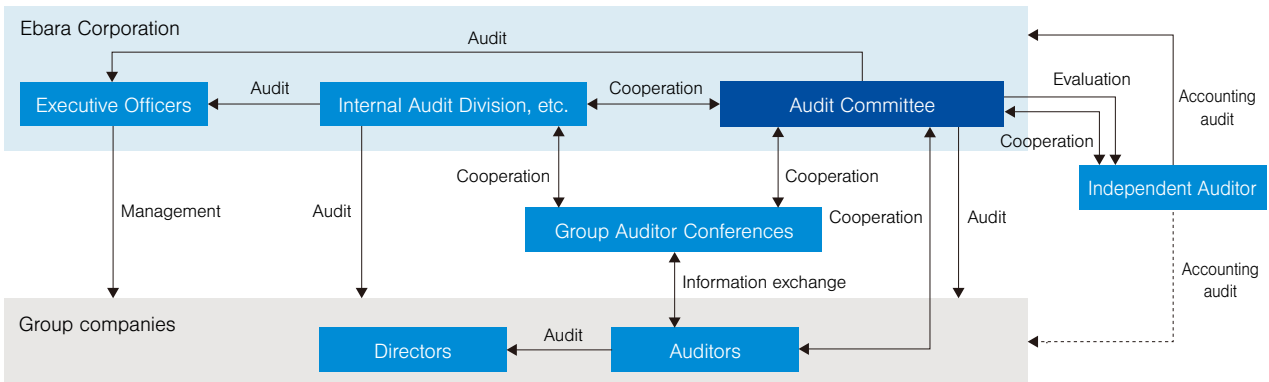 Ebara Corporation
Audit
Executive Officers
Audit
Internal Audit Division, etc.
Cooperation
Audit Committee
Evaluation
Accounting
audit
Cooperation
Independent Auditor
Cooperation
Cooperation
Management
Audit
Cooperation
Audit
Group Auditor Conferences
Information exchange
Accounting
audit
Group companies
Directors
Audit
Auditors